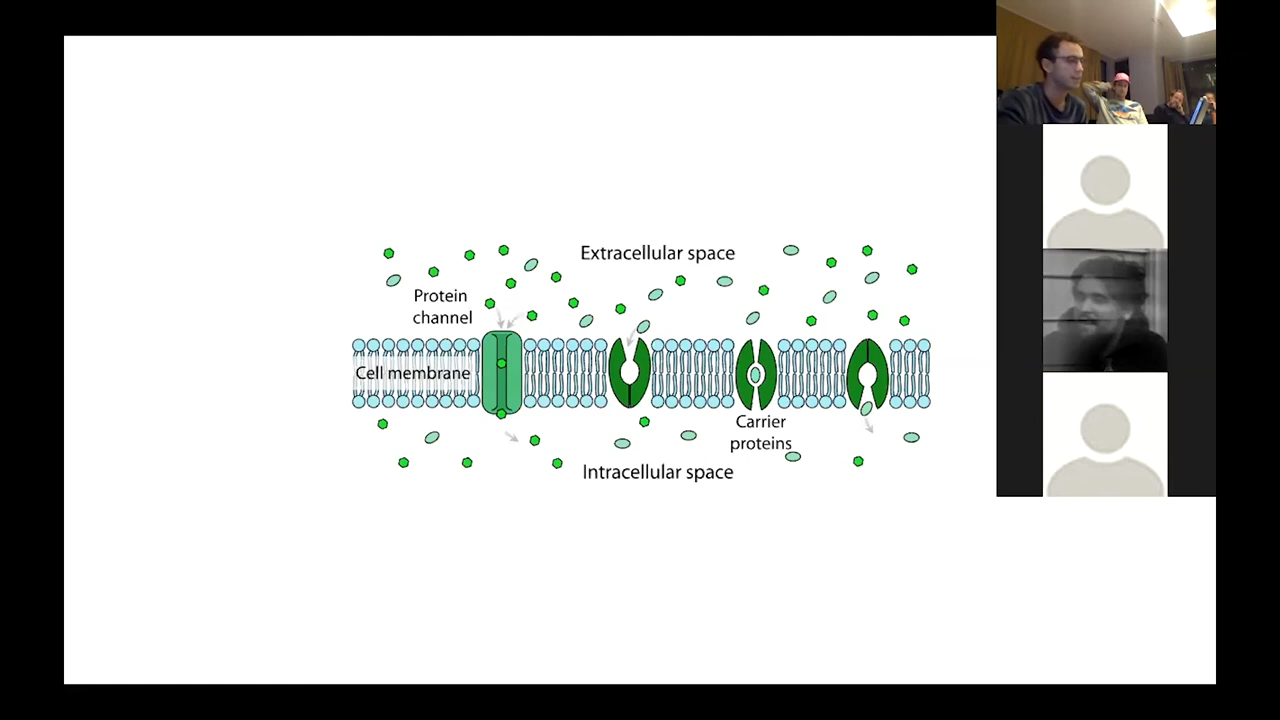 Extracellular space
Protein
channel
Cell membrane
Carrier
proteins
Intracellular space